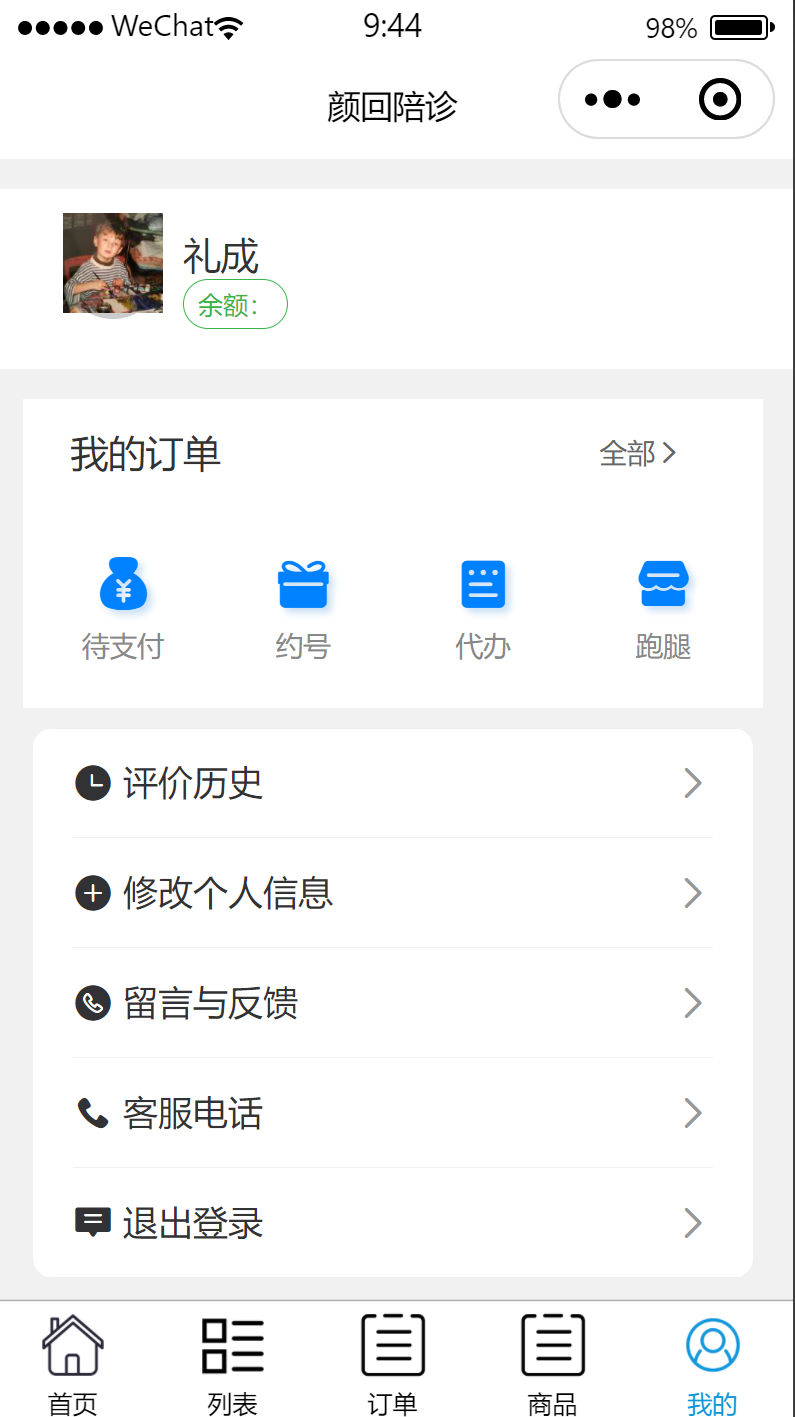 WeChat 9:44 98%
颜回陪诊
礼成
余额：
我的订单 全部
待支付 约号 代办 跑腿
评价历史
修改个人信息
留言与反馈
客服电话
退出登录
首页 列表 订单 商品 我的